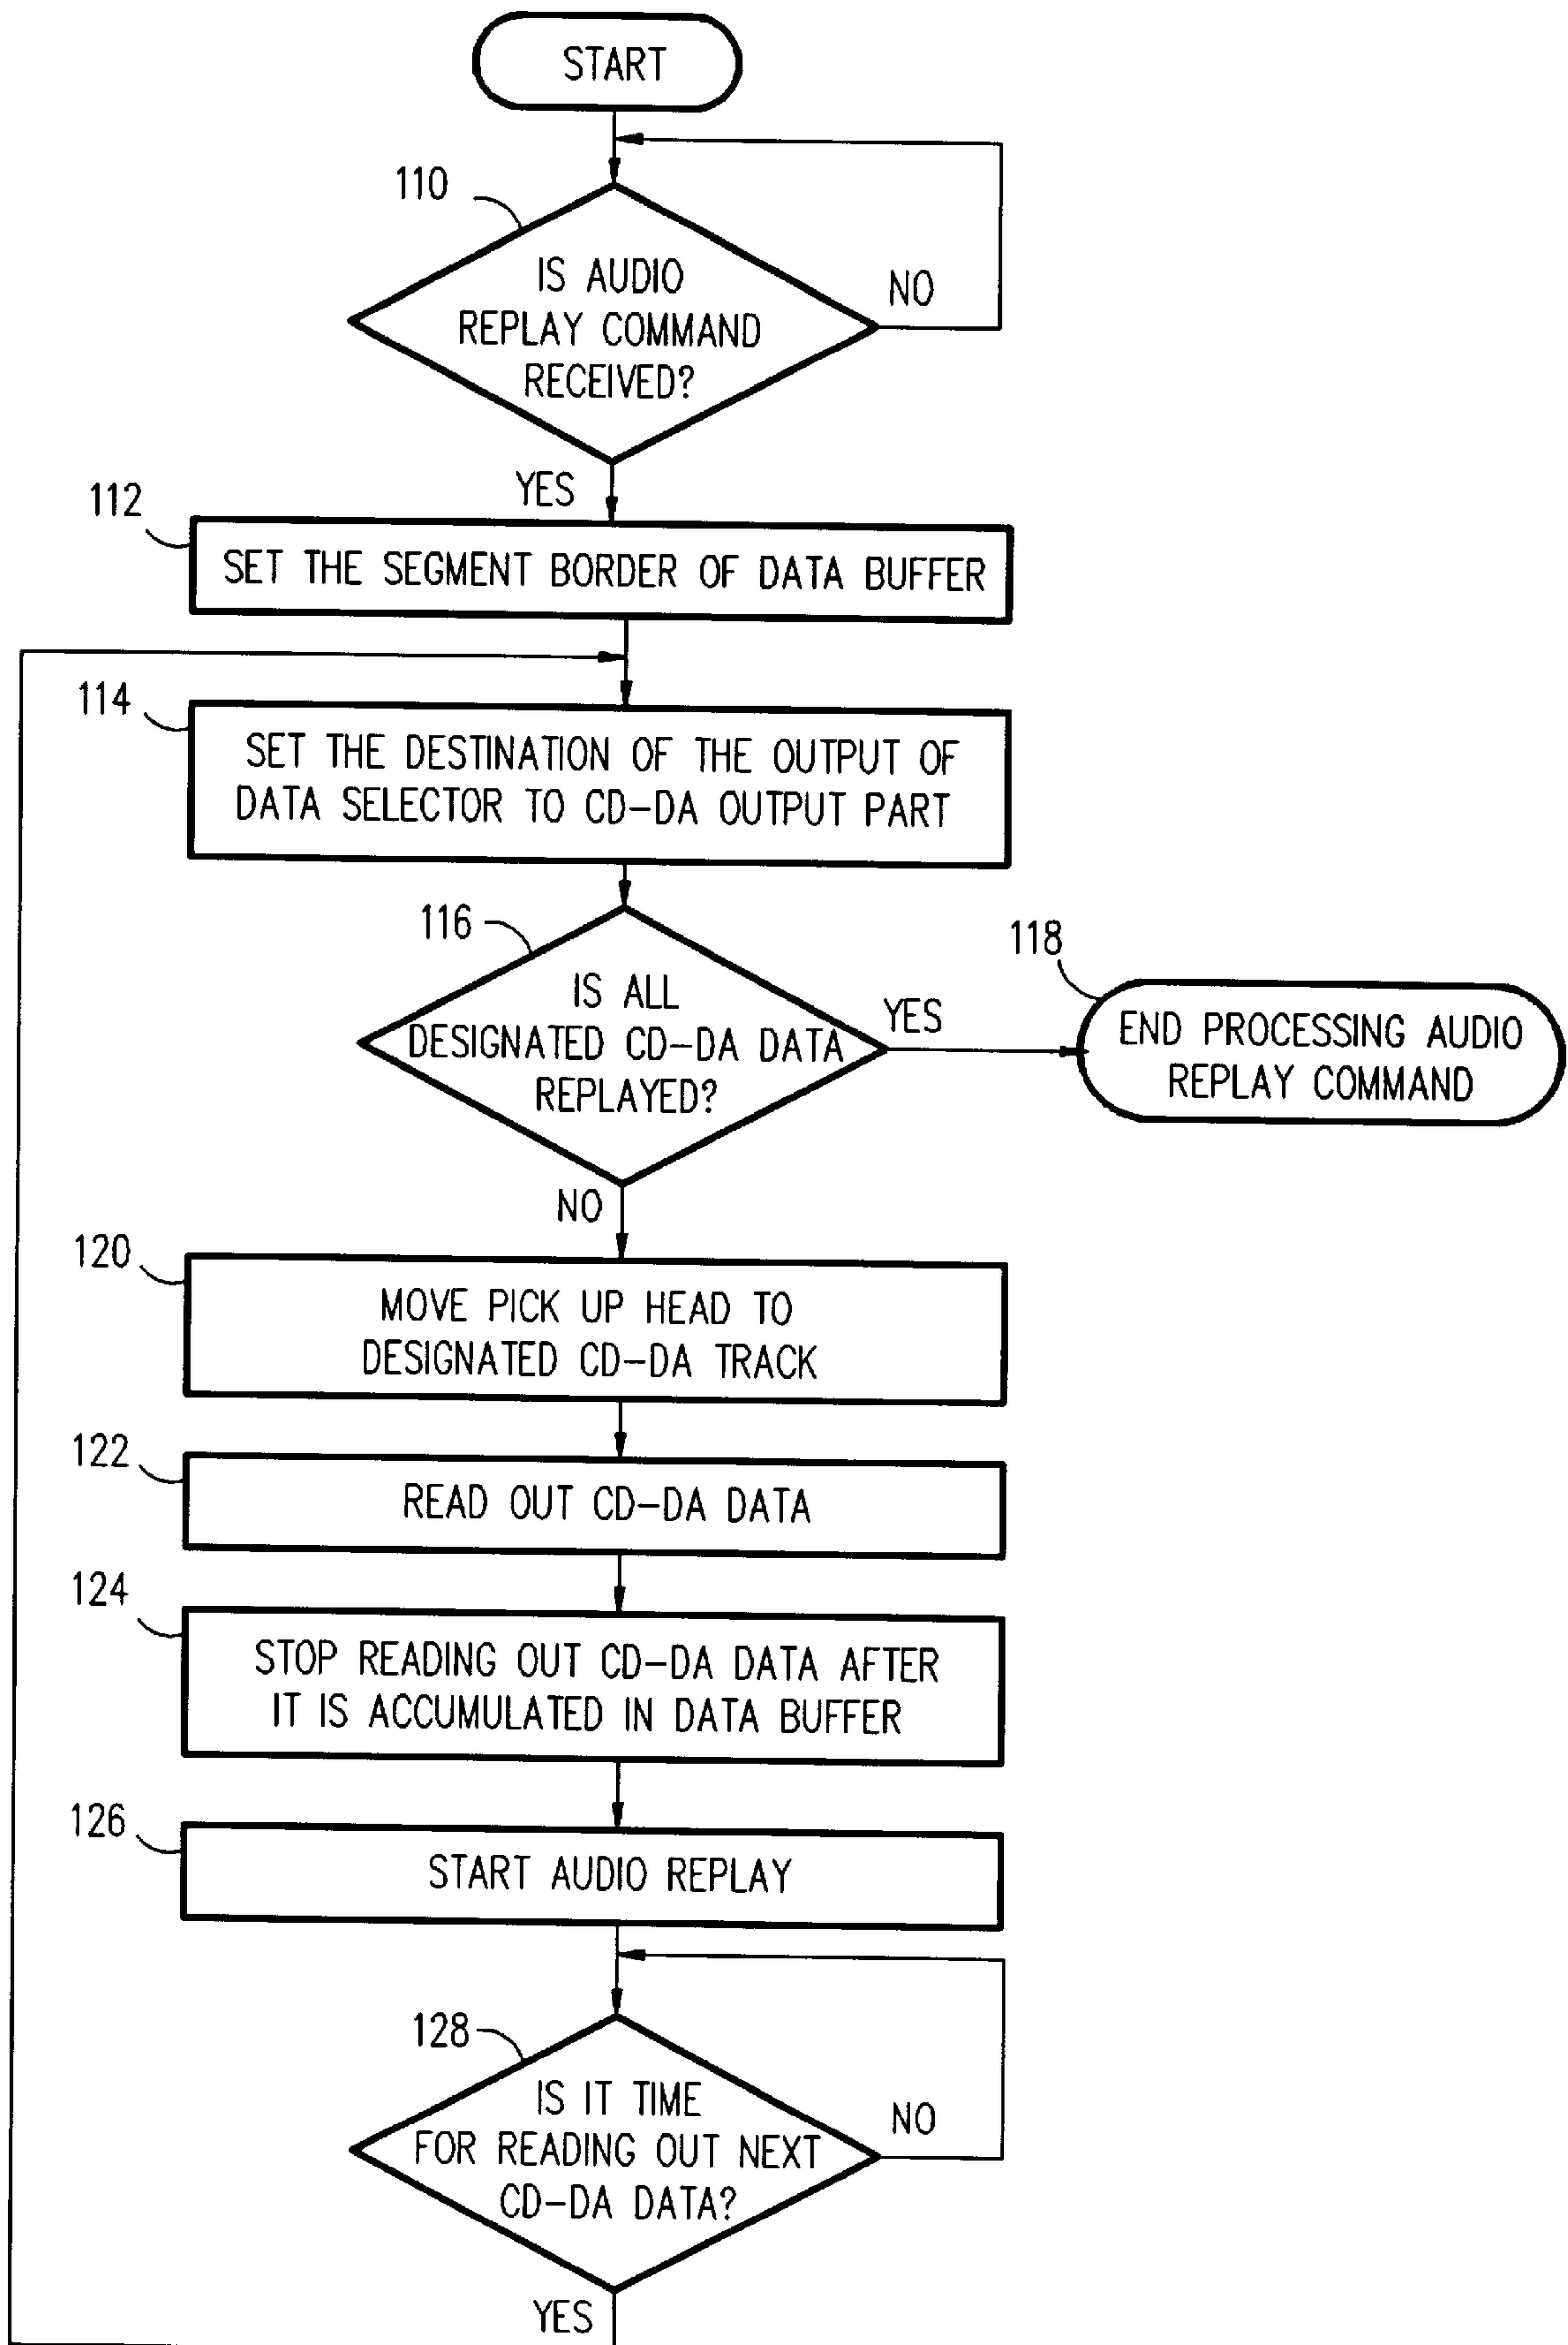 START
110
IS AUDIO
REPLAY COMMAND
RECEIVED?
NO
YES
112
SET THE SEGMENT BORDER OF DATA BUFFER
114
SET THE DESTINATION OF THE OUTPUT OF
DATA SELECTOR TO CD-DA OUTPUT PART
116
IS ALL
DESIGNATED CD-DA DATA
REPLAYED?
YES
118
END PROCESSING AUDIO
REPLAY COMMAND
NO
120
MOVE PICK UP HEAD TO
DESIGNATED CD-DA TRACK
122
READ OUT CD-DA DATA
124
STOP READING OUT CD-DA DATA AFTER
IT IS ACCUMULATED IN DATA BUFFER
126
START AUDIO REPLAY
128
IS IT TIME
FOR READING OUT NEXT
CD-DA DATA?
NO
YES